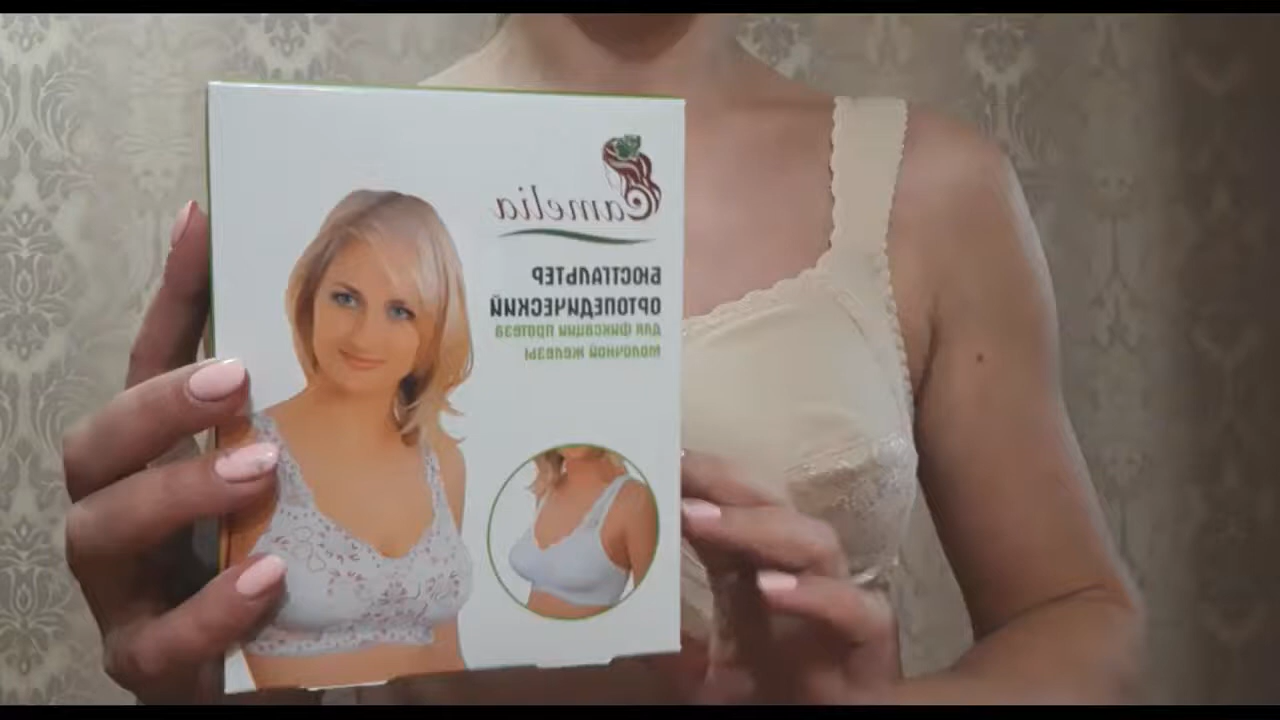 Camelia
БЮСТГАЛЬТЕР
ОРТОПЕДИЧЕСКИЙ
для фиксации протеза
молочной железы